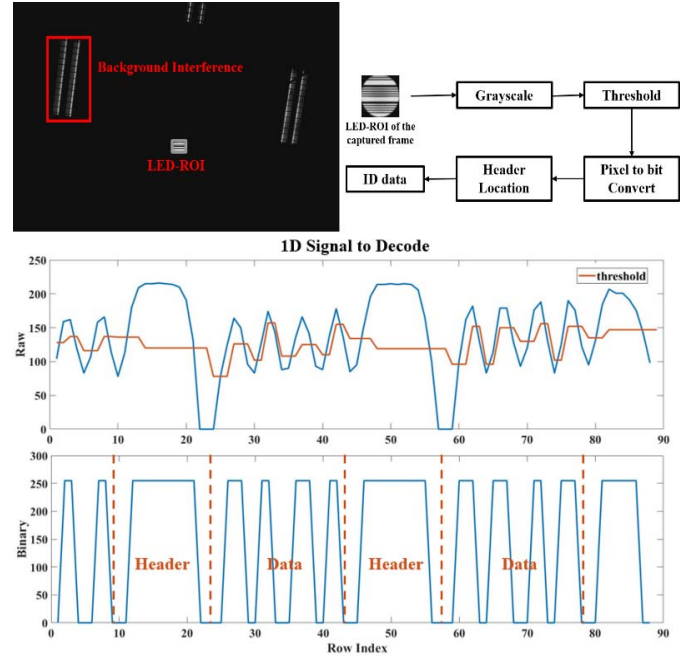 Background Interference
LED-ROI
LED-ROI of the
captured frame
Grayscale
Threshold
ID data
Header
Location
Pixel to bit
Convert
1D Signal to Decode
250
200
150
100
50
0
Raw
threshold
0 10 20 30 40 50 60 70 80 90
300
250
200
150
100
50
0
Binary
Header Data Header Data
0 10 20 30 40 50 60 70 80 90
Row Index